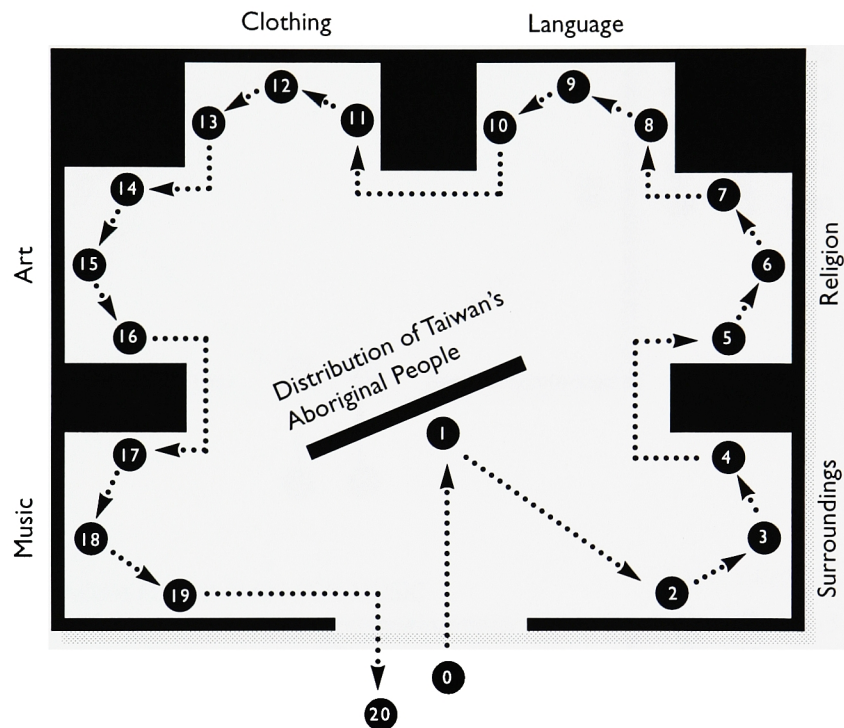 Clothing
Language
12
9
13
11
10
8
14
7
Art
15
6
Religion
16
5
Distribution of Taiwan's
Aboriginal People
1
17
4
Music
18
3
Surroundings
19
2
0
20